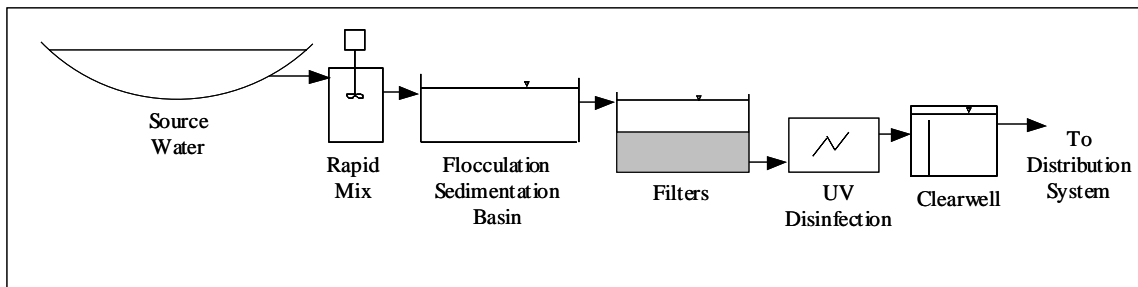 Source
Water
Rapid
Mix
Flocculation
Sedimentation
Basin
Filters
UV
Disinfection
Clearwell
To
Distribution
System